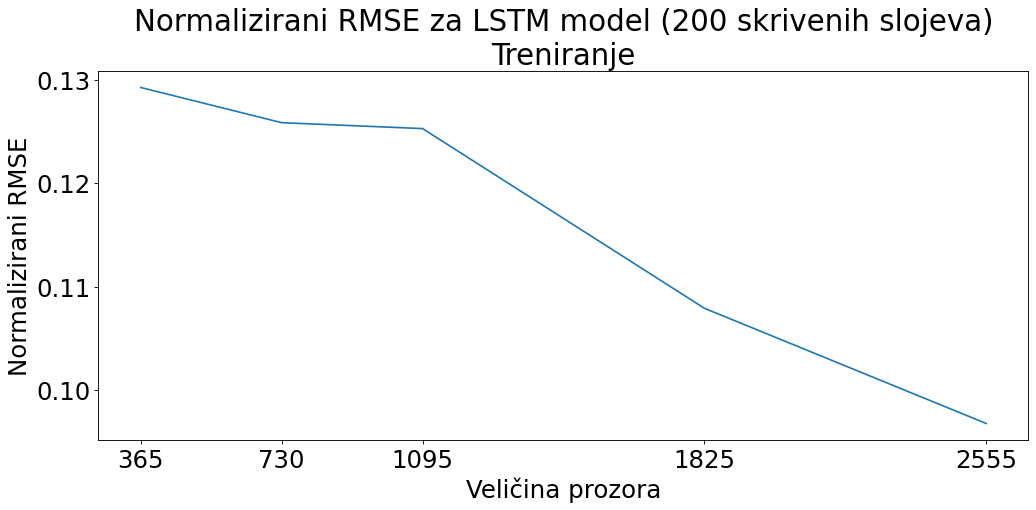 Normalizirani RMSE za LSTM model (200 skrivenih slojeva)
Treniranje
Normalizirani RMSE
0.13
0.12
0.11
0.10
365 730 1095 1825 2555
Veličina prozora